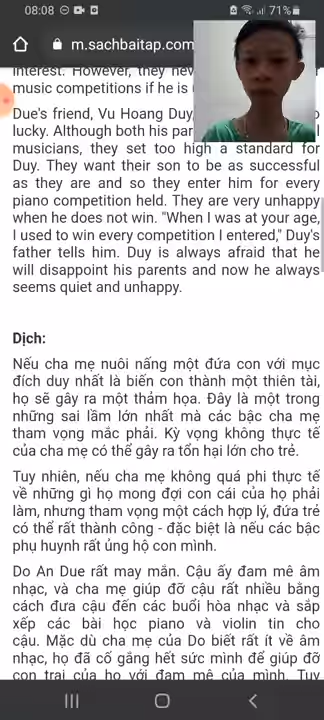 08:08 71%
m.sachbaitap.com
interest. However, they
music competitions if he is
Due's friend, Vu Hoang Duy,
lucky. Although both his
musicians, they set too high a standard for
Duy. They want their son to be as successful
as they are and so they enter him for every
piano competition held. They are very unhappy
when he does not win. "When I was at your age,
I used to win every competition I entered," Duy's
father tells him. Duy is always afraid that he
will disappoint his parents and now he always
seems quiet and unhappy.
Dịch:
Nếu cha mẹ nuôi nấng một đứa con với mục
đích duy nhất là biến con thành một thiên tài,
họ sẽ gây ra một thảm họa. Đây là một trong
những sai lầm lớn nhất mà các bậc cha mẹ
tham vọng mắc phải. Kỳ vọng không thực tế
của cha mẹ có thể gây ra tổn hại lớn cho trẻ.
Tuy nhiên, nếu cha mẹ không quá phi thực tế
về những gì họ mong đợi con cái của họ phải
làm, nhưng tham vọng một cách hợp lý, đứa trẻ
có thể rất thành công - đặc biệt là nếu các bậc
phụ huynh rất ủng hộ con mình.
Do An Due rất may mắn. Cậu ấy đam mê âm
nhạc, và cha mẹ giúp đỡ cậu rất nhiều bằng
cách đưa cậu đến các buổi hòa nhạc và sắp
xếp các bài học piano và violin tin cho
cậu. Mặc dù cha mẹ của Do biết rất ít về âm
nhạc, họ đã cố gắng hết sức mình để giúp đỡ
con trai của họ với đam mê của mình. Tuy